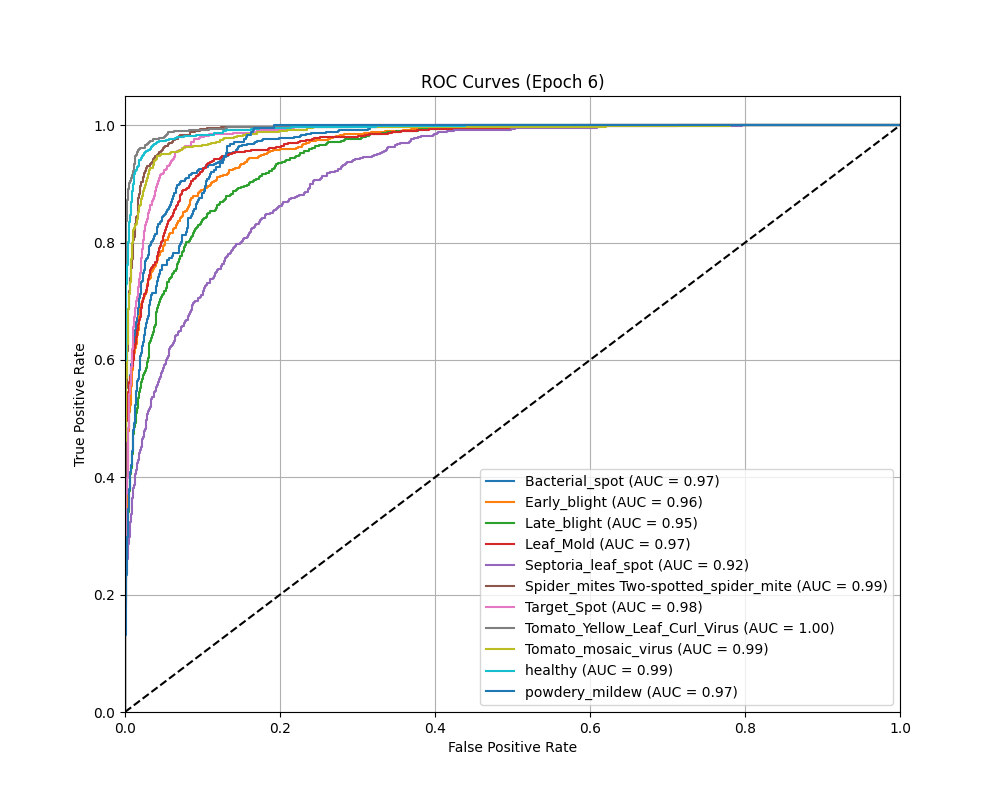 ROC Curves (Epoch 6)
1.0
0.8
0.6
0.4
0.2
0.0
True Positive Rate
Bacterial_spot (AUC = 0.97)
Early_blight (AUC = 0.96)
Late_blight (AUC = 0.95)
Leaf_Mold (AUC = 0.97)
Septoria_leaf_spot (AUC = 0.92)
Spider_mites Two-spotted_spider_mite (AUC = 0.99)
Target_Spot (AUC = 0.98)
Tomato_Yellow_Leaf_Curl_Virus (AUC = 1.00)
Tomato_mosaic_virus (AUC = 0.99)
healthy (AUC = 0.99)
powdery_mildew (AUC = 0.97)
0.0 0.2 0.4 0.6 0.8 1.0
False Positive Rate